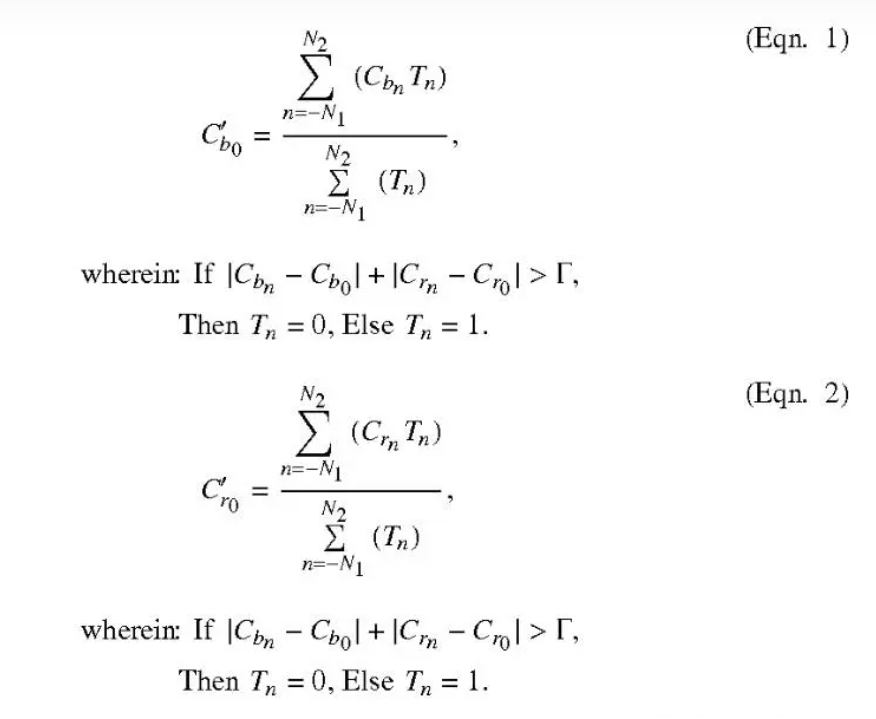 $$C'_{b_0} = \frac{\sum_{n=-N_1}^{N_2} (C_{b_n} T_n)}{\sum_{n=-N_1}^{N_2} (T_n)},$$ (Eqn. 1)
wherein: If $|C_{b_n} - C_{b_0}| + |C_{r_n} - C_{r_0}| > \Gamma,$
Then $T_n = 0$, Else $T_n = 1$.
$$C'_{r_0} = \frac{\sum_{n=-N_1}^{N_2} (C_{r_n} T_n)}{\sum_{n=-N_1}^{N_2} (T_n)},$$ (Eqn. 2)
wherein: If $|C_{b_n} - C_{b_0}| + |C_{r_n} - C_{r_0}| > \Gamma,$
Then $T_n = 0$, Else $T_n = 1$.